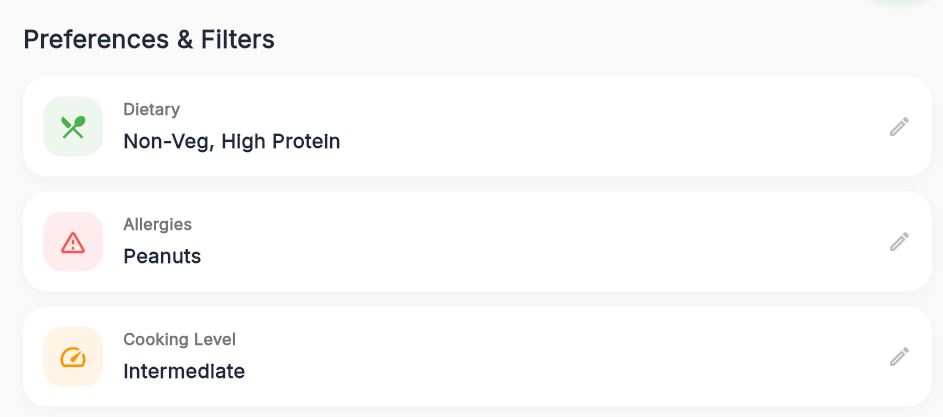 Preferences & Filters
Dietary
Non-Veg, High Protein
Allergies
Peanuts
Cooking Level
Intermediate